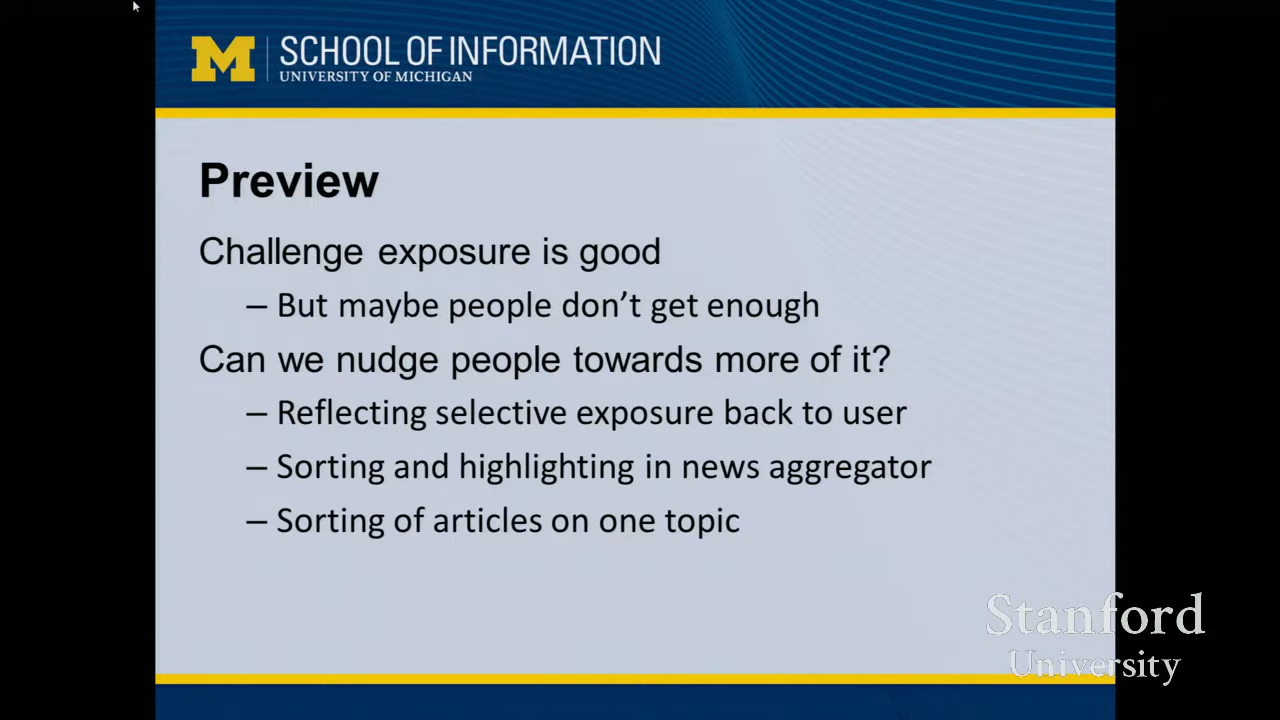 M
SCHOOL OF INFORMATION
UNIVERSITY OF MICHIGAN
Preview
Challenge exposure is good
– But maybe people don’t get enough
Can we nudge people towards more of it?
– Reflecting selective exposure back to user
– Sorting and highlighting in news aggregator
– Sorting of articles on one topic
Stanford
University